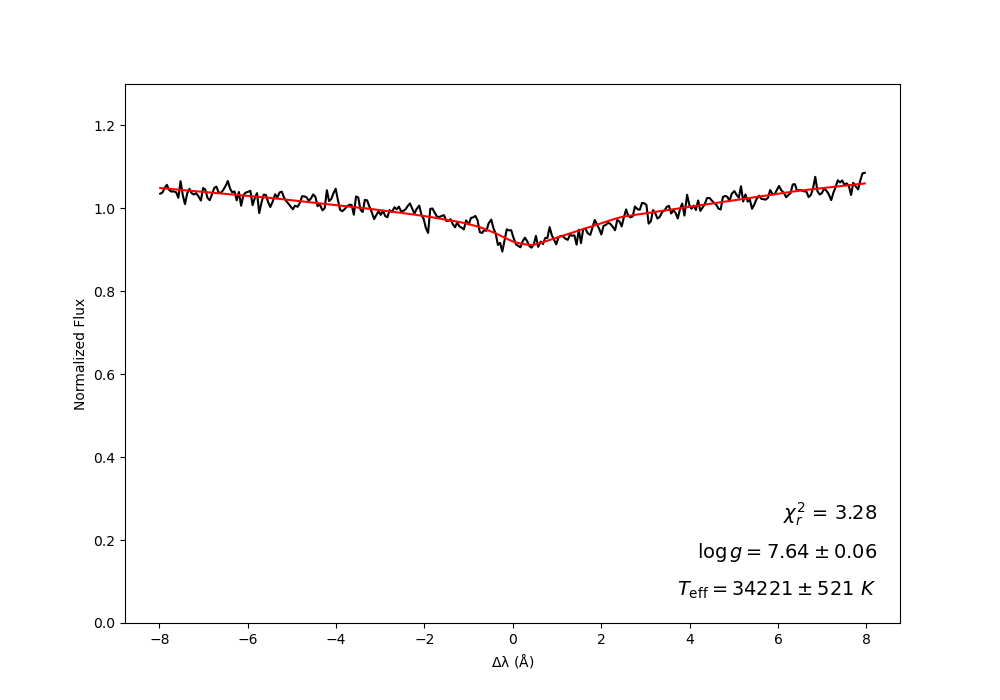 1.2
1.0
0.8
0.6
0.4
0.2
0.0
Normalized Flux
χ²ᵣ = 3.28
log g = 7.64 ± 0.06
T_eff = 34221 ± 521 K
−8 −6 −4 −2 0 2 4 6 8
Δλ (Å)